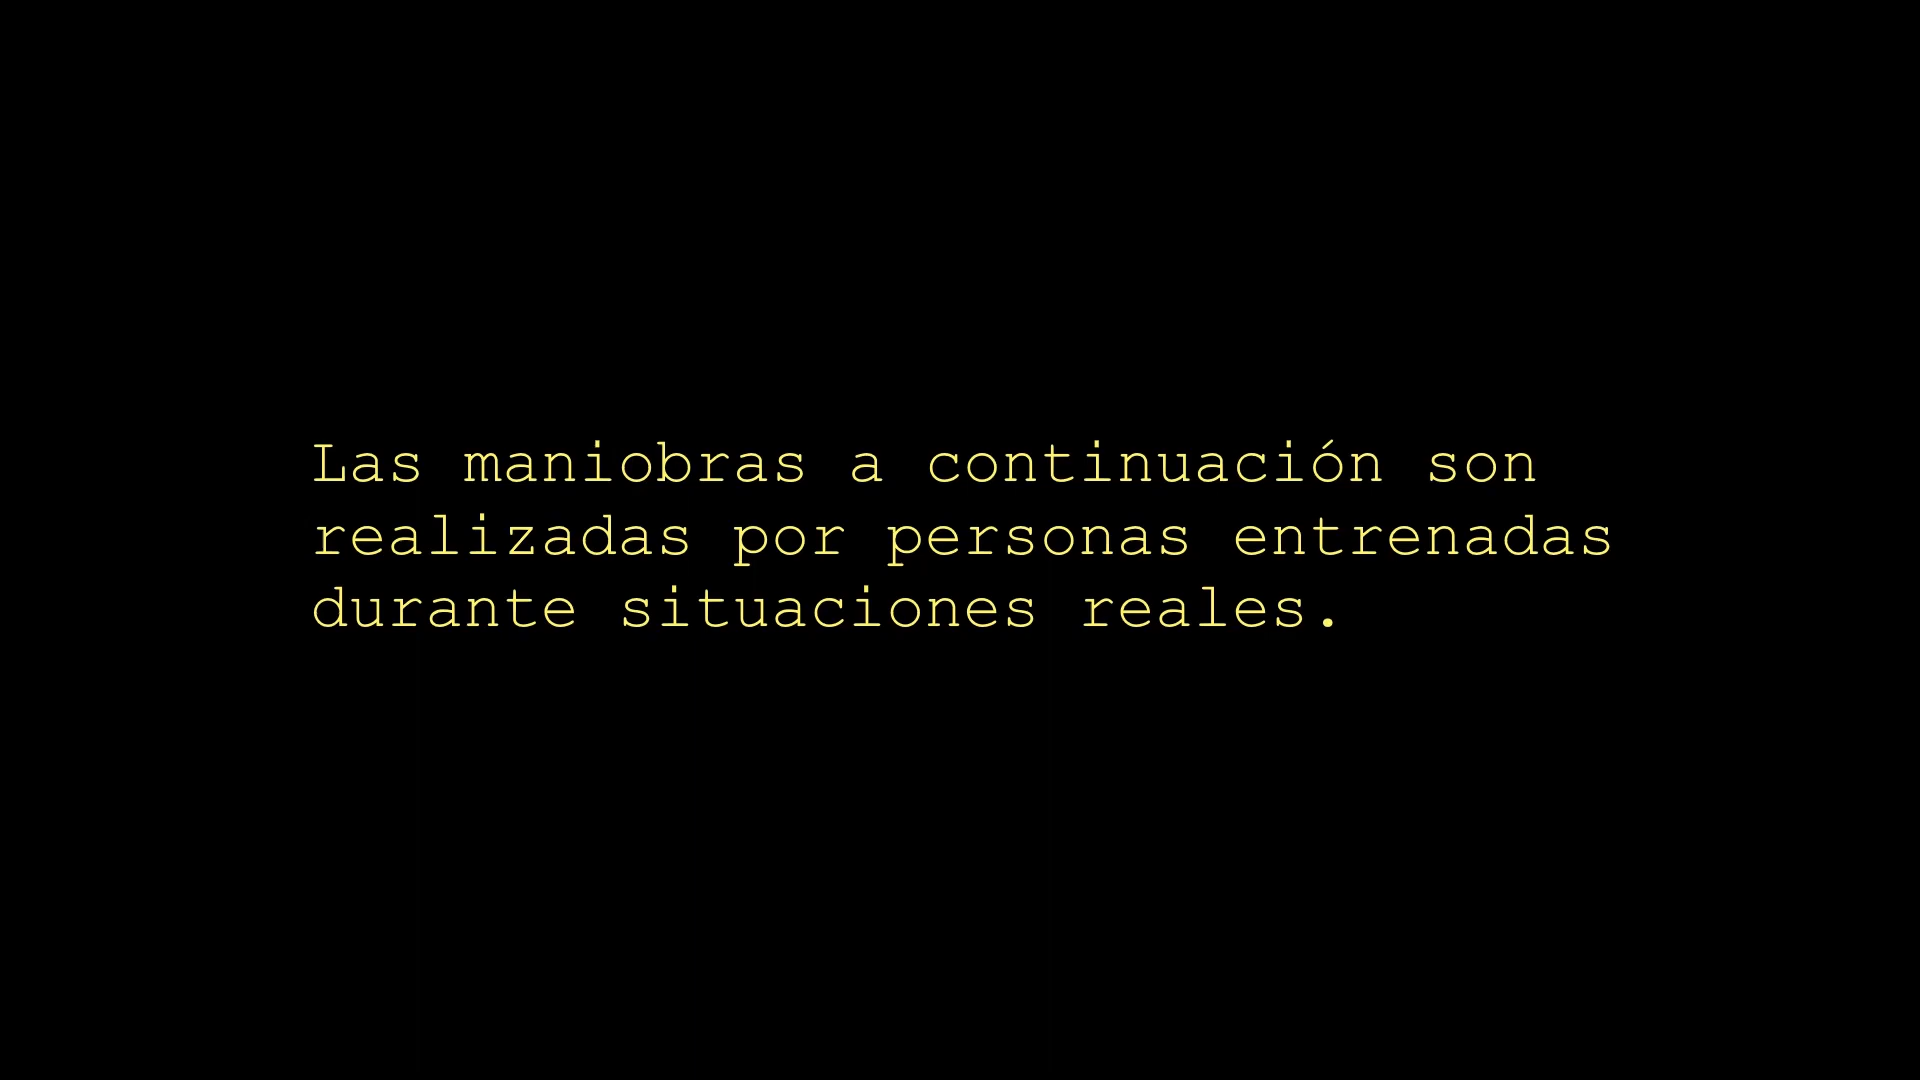 Las maniobras a continuación son
realizadas por personas entrenadas
durante situaciones reales.